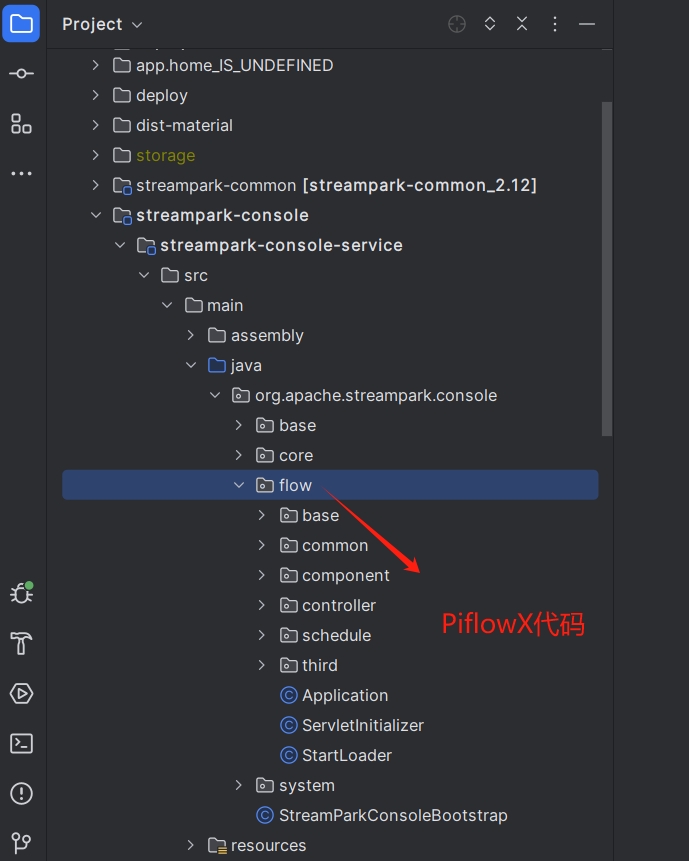 Project
app.home_IS_UNDEFINED
deploy
dist-material
storage
streampark-common [streampark-common_2.12]
streampark-console
streampark-console-service
src
main
assembly
java
org.apache.streampark.console
base
core
flow
base
common
component
controller
PiflowX代码
schedule
third
Application
ServletInitializer
StartLoader
system
StreamParkConsoleBootstrap
resources